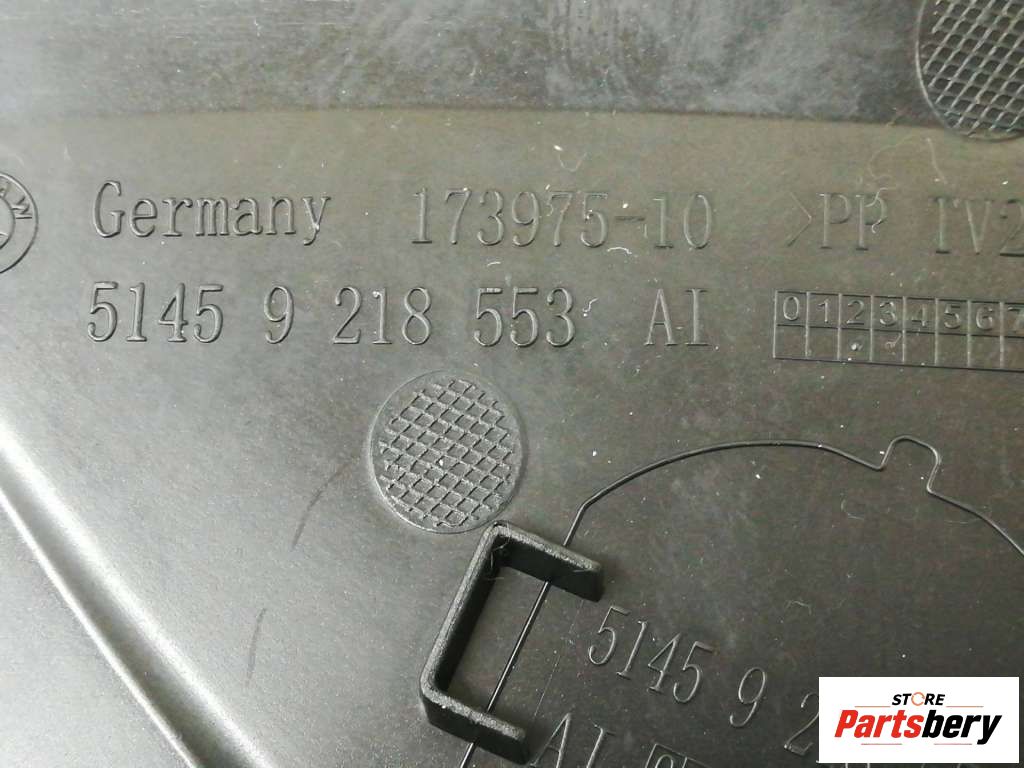 Germany 173975-10 >PP TV2
5145 9 218 553 AI
0 1 2 3 4 5 6 7
5145 9 2
AI
STORE
Partsbery